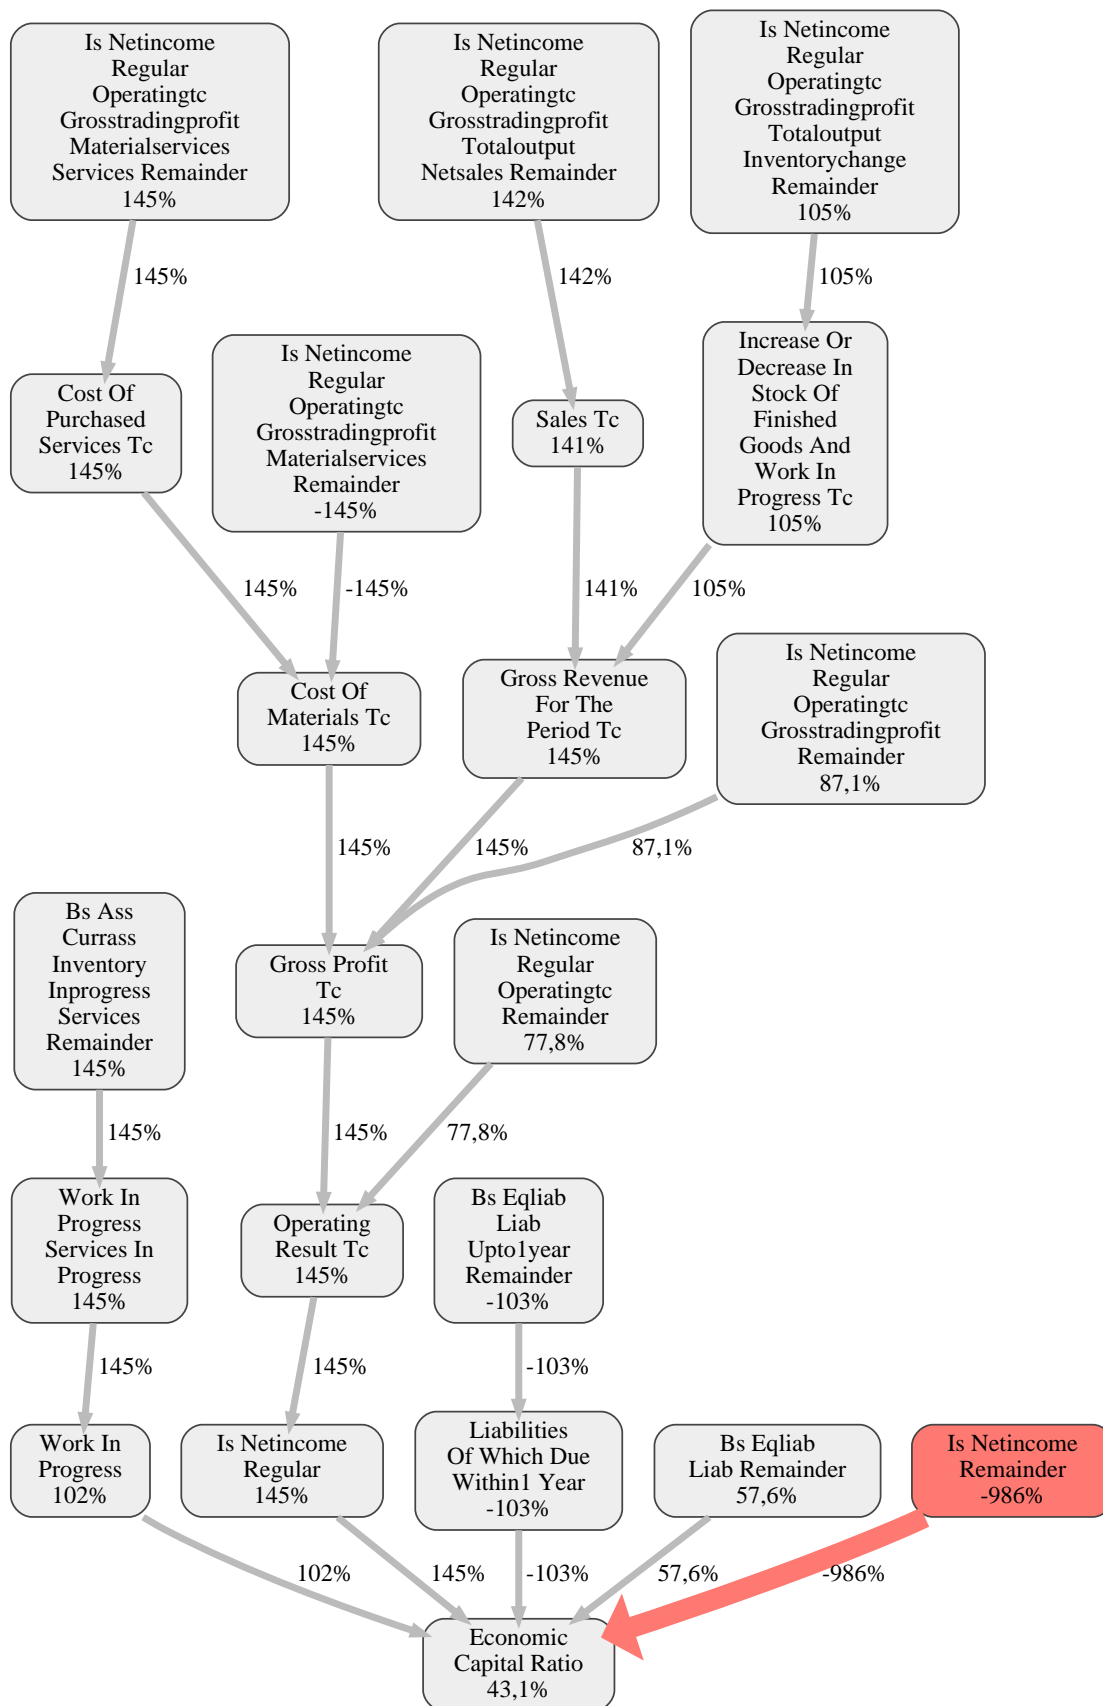 Is Netincome
Regular
Operatingtc
Grosstradingprofit
Materialservices
Services Remainder
145%
Is Netincome
Regular
Operatingtc
Grosstradingprofit
Totaloutput
Netsales Remainder
142%
Is Netincome
Regular
Operatingtc
Grosstradingprofit
Totaloutput
Inventorychange
Remainder
105%
145%
142%
105%
Cost Of
Purchased
Services Tc
145%
Is Netincome
Regular
Operatingtc
Grosstradingprofit
Materialservices
Remainder
-145%
Sales Tc
141%
Increase Or
Decrease In
Stock Of
Finished
Goods And
Work In
Progress Tc
105%
145%
-145%
141%
105%
Cost Of
Materials Tc
145%
Gross Revenue
For The
Period Tc
145%
Is Netincome
Regular
Operatingtc
Grosstradingprofit
Remainder
87,1%
145%
145%
87,1%
Bs Ass
Currass
Inventory
Inprogress
Services
Remainder
145%
Gross Profit
Tc
145%
Is Netincome
Regular
Operatingtc
Remainder
77,8%
145%
145%
77,8%
Work In
Progress
Services In
Progress
145%
Operating
Result Tc
145%
Bs Eqliab
Liab
Upto1year
Remainder
-103%
145%
145%
-103%
Work In
Progress
102%
Is Netincome
Regular
145%
Liabilities
Of Which Due
Within1 Year
-103%
Bs Eqliab
Liab Remainder
57,6%
Is Netincome
Remainder
-986%
102%
145%
-103%
57,6%
-986%
Economic
Capital Ratio
43,1%